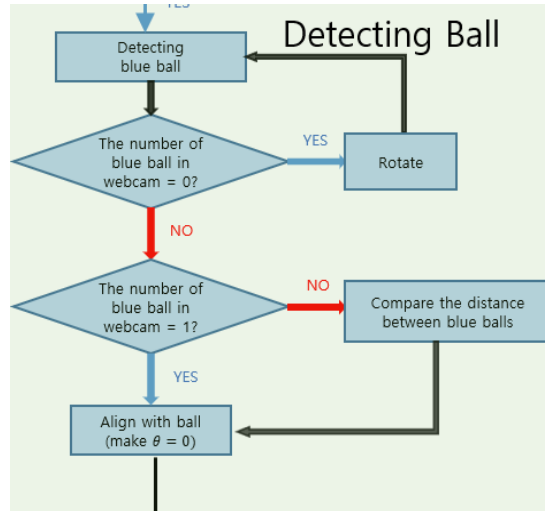 YES
Detecting Ball
Detecting
blue ball
The number of
blue ball in
webcam = 0?
YES
Rotate
NO
The number of
blue ball in
webcam = 1?
NO
Compare the distance
between blue balls
YES
Align with ball
(make θ = 0)